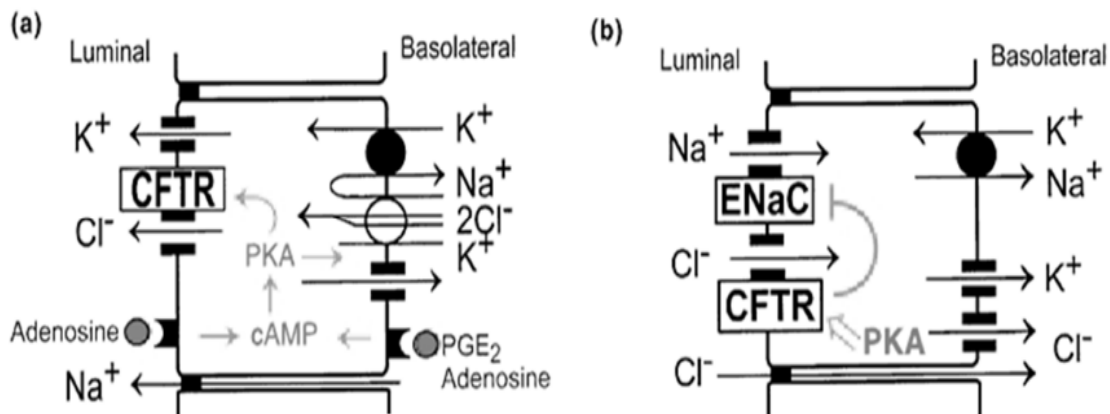 (a)
Luminal
Basolateral
K+
K+
CFTR
Na+
Cl-
2Cl-
PKA
K+
Adenosine
cAMP
PGE2
Adenosine
Na+
(b)
Luminal
Basolateral
Na+
K+
ENaC
Na+
Cl-
K+
CFTR
PKA
Cl-
Cl-